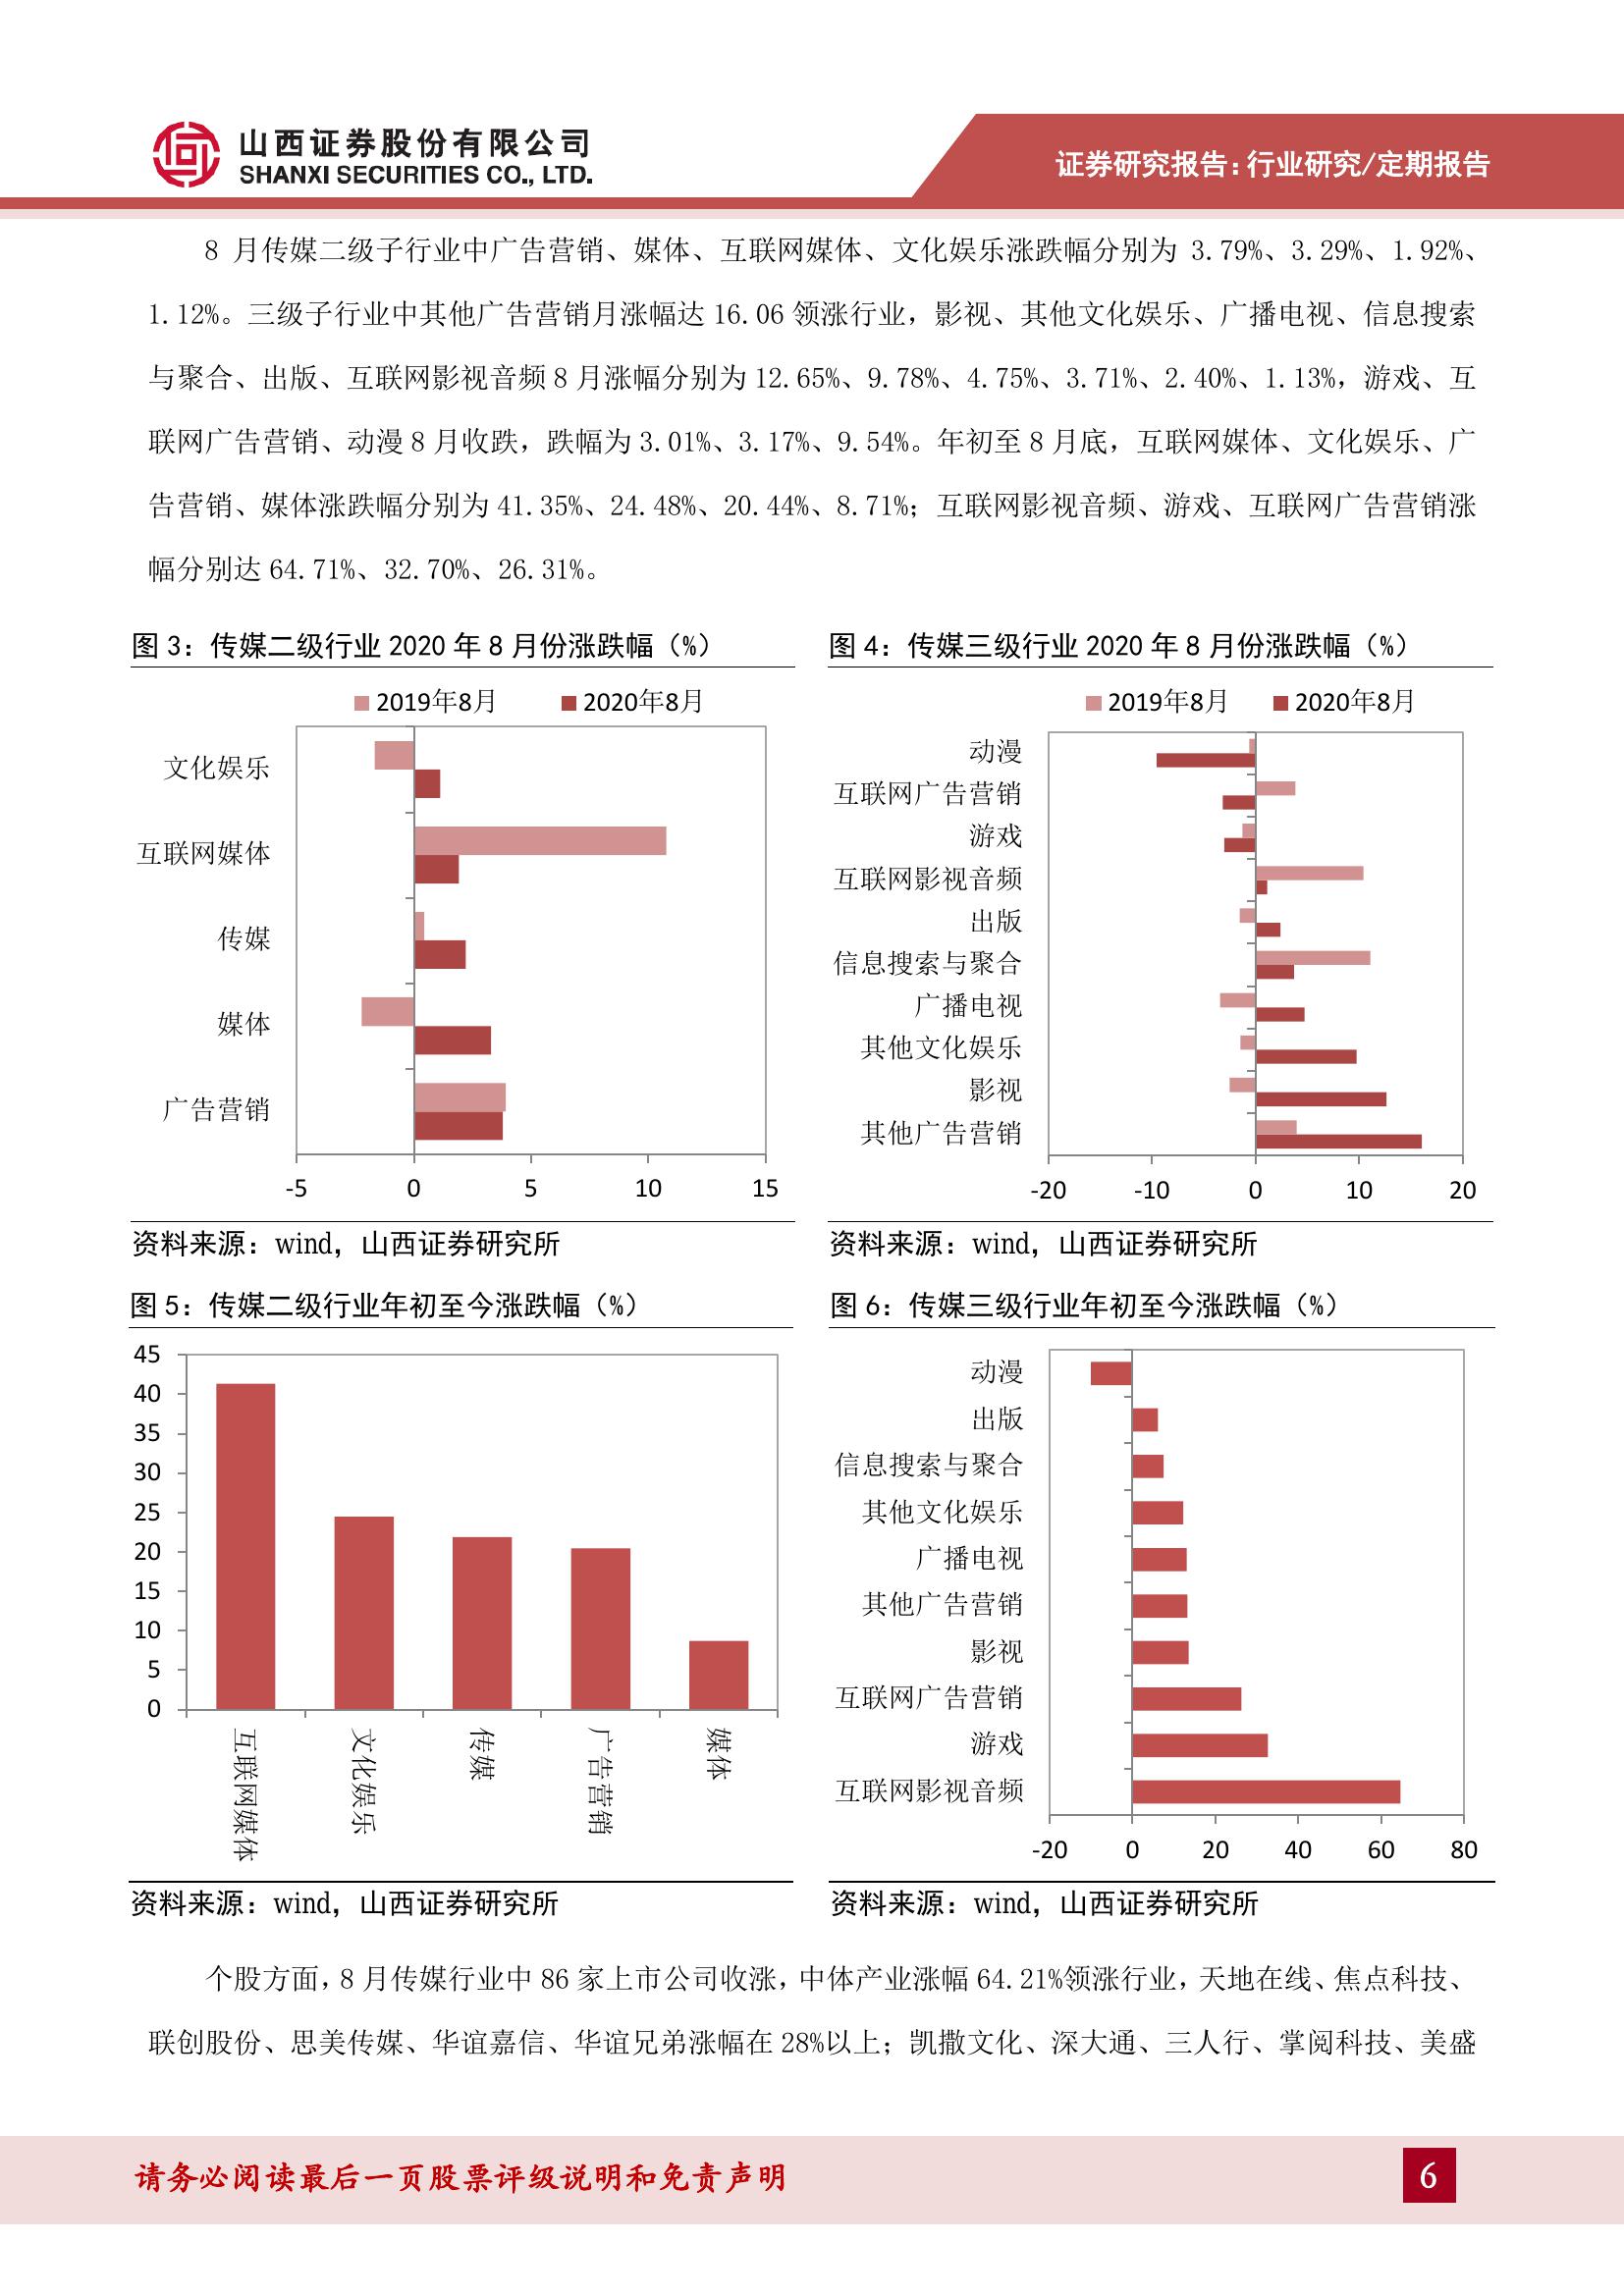 山西证券股份有限公司
SHANXI SECURITIES CO., LTD.
证券研究报告:行业研究/定期报告
8 月传媒二级子行业中广告营销、媒体、互联网媒体、文化娱乐涨跌幅分别为 3.79%、3.29%、1.92%、
1.12%。三级子行业中其他广告营销月涨幅达 16.06 领涨行业，影视、其他文化娱乐、广播电视、信息搜索
与聚合、出版、互联网影视音频 8 月涨幅分别为 12.65%、9.78%、4.75%、3.71%、2.40%、1.13%，游戏、互
联网广告营销、动漫 8 月收跌，跌幅为 3.01%、3.17%、9.54%。年初至 8 月底，互联网媒体、文化娱乐、广
告营销、媒体涨跌幅分别为 41.35%、24.48%、20.44%、8.71%；互联网影视音频、游戏、互联网广告营销涨
幅分别达 64.71%、32.70%、26.31%。
图 3：传媒二级行业 2020 年 8 月份涨跌幅（%）
2019年8月 2020年8月
文化娱乐
互联网媒体
传媒
媒体
广告营销
-5 0 5 10 15
资料来源：wind，山西证券研究所
图 4：传媒三级行业 2020 年 8 月份涨跌幅（%）
2019年8月 2020年8月
动漫
互联网广告营销
游戏
互联网影视音频
出版
信息搜索与聚合
广播电视
其他文化娱乐
影视
其他广告营销
-20 -10 0 10 20
资料来源：wind，山西证券研究所
图 5：传媒二级行业年初至今涨跌幅（%）
45
40
35
30
25
20
15
10
5
0
互联网媒体
文化娱乐
传媒
广告营销
媒体
资料来源：wind，山西证券研究所
图 6：传媒三级行业年初至今涨跌幅（%）
动漫
出版
信息搜索与聚合
其他文化娱乐
广播电视
其他广告营销
影视
互联网广告营销
游戏
互联网影视音频
-20 0 20 40 60 80
资料来源：wind，山西证券研究所
个股方面，8 月传媒行业中 86 家上市公司收涨，中体产业涨幅 64.21%领涨行业，天地在线、焦点科技、
联创股份、思美传媒、华谊嘉信、华谊兄弟涨幅在 28%以上；凯撒文化、深大通、三人行、掌阅科技、美盛
请务必阅读最后一页股票评级说明和免责声明
6